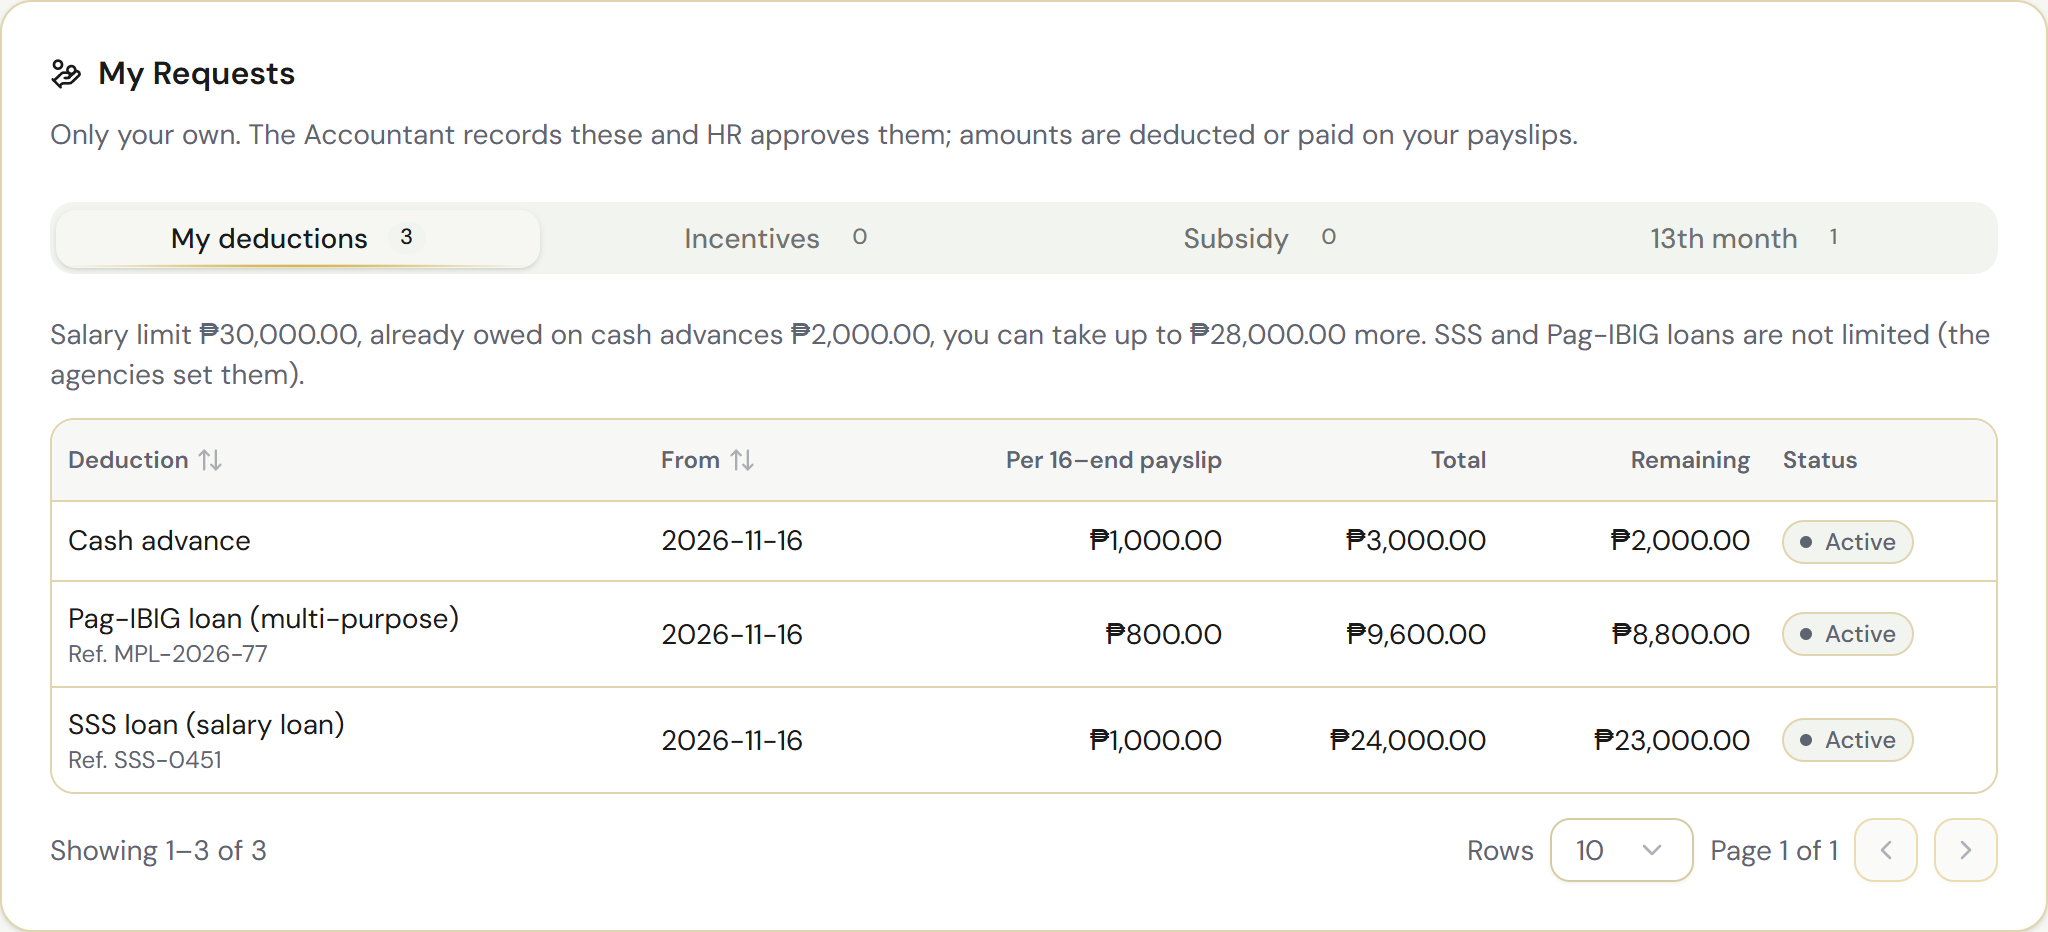 My Requests
Only your own. The Accountant records these and HR approves them; amounts are deducted or paid on your payslips.
My deductions 3 Incentives 0 Subsidy 0 13th month 1
Salary limit ₱30,000.00, already owed on cash advances ₱2,000.00, you can take up to ₱28,000.00 more. SSS and Pag-IBIG loans are not limited (the
agencies set them).
Deduction From Per 16–end payslip Total Remaining Status
Cash advance 2026-11-16 ₱1,000.00 ₱3,000.00 ₱2,000.00 Active
Pag-IBIG loan (multi-purpose)
Ref. MPL-2026-77
2026-11-16 ₱800.00 ₱9,600.00 ₱8,800.00 Active
SSS loan (salary loan)
Ref. SSS-0451
2026-11-16 ₱1,000.00 ₱24,000.00 ₱23,000.00 Active
Showing 1–3 of 3 Rows 10 Page 1 of 1